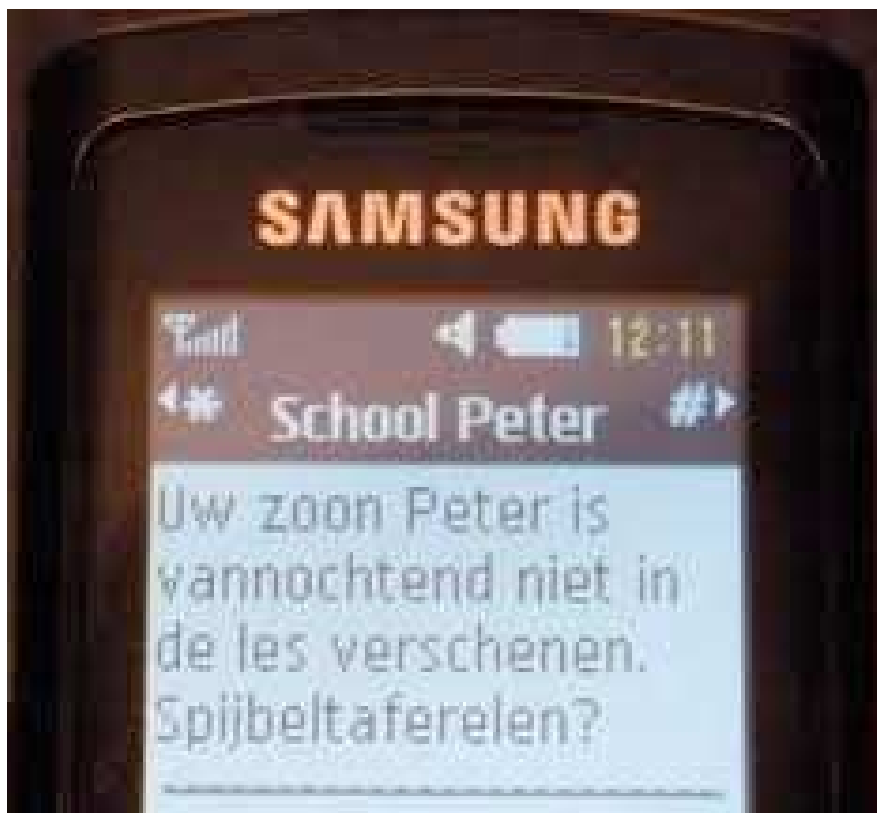 SAMSUNG
12:11
* School Peter #
Uw zoon Peter is
vannochtend niet in
de les verschenen.
Spijbeltaferelen?